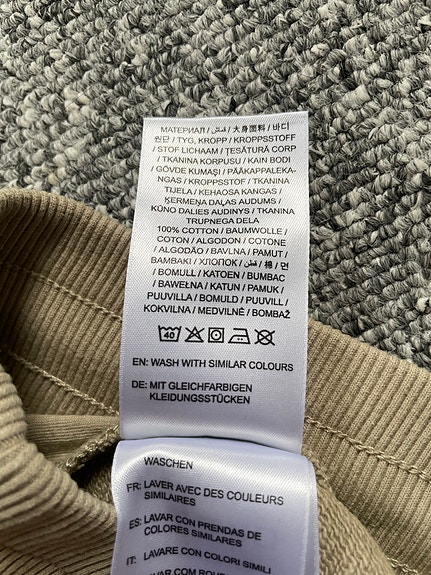 МАТЕРИАЛ / قماش / 大身面料 / 바디
원단 / TYG, KROPP / KROPPSSTOFF
/ STOF LICHAAM / ȚESĂTURĂ CORP
/ TKANINA KORPUSU / KAIN BODI
/ GÖVDE KUMAŞI / PÄÄKAPPALEKA-
NGAS / KROPPSSTOF / TKANINA
TIJELA / KEHAOSA KANGAS /
ĶERMEŅA DAĻAS AUDUMS /
KŪNO DALIES AUDINYS / TKANINA
TRUPNEGA DELA
100% COTTON / BAUMWOLLE /
COTON / ALGODON / COTONE
/ ALGODÃO / BAVLNA / PAMUT /
BAMBAKI / ХЛОПОК / قطن / 棉 / 면
/ BOMULL / KATOEN / BUMBAC /
BAWEŁNA / KATUN / PAMUK /
PUUVILLA / BOMULD / PUUVILL /
KOKVILNA / MEDVILNĖ / BOMBAŽ
40
EN: WASH WITH SIMILAR COLOURS
DE: MIT GLEICHFARBIGEN
KLEIDUNGSSTÜCKEN
WASCHEN
FR: LAVER AVEC DES COULEURS
SIMILAIRES
ES: LAVAR CON PRENDAS DE
COLORES SIMILARES
IT: LAVARE CON COLORI SIMILI